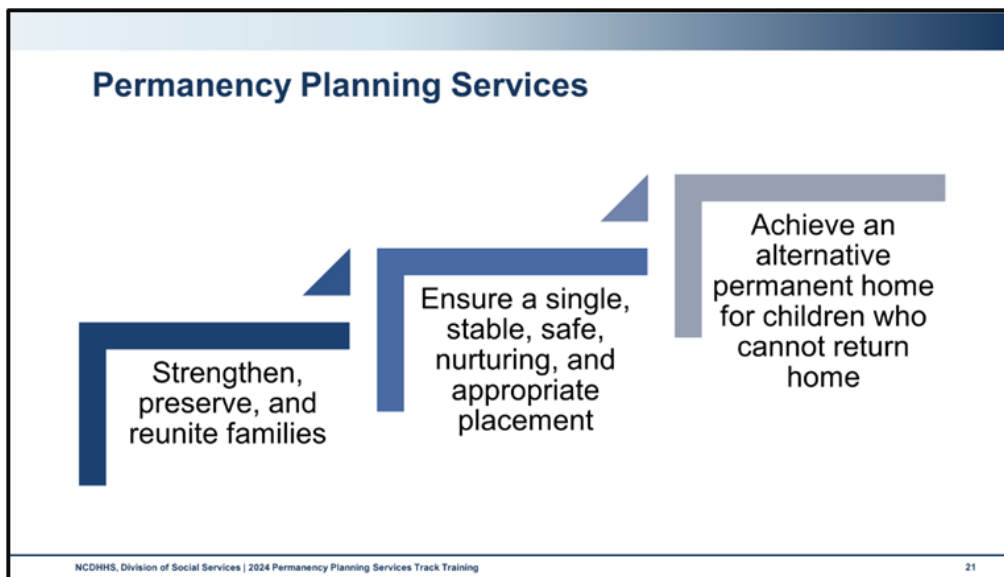 Permanency Planning Services
Strengthen,
preserve, and
reunite families
Ensure a single,
stable, safe,
nurturing, and
appropriate
placement
Achieve an
alternative
permanent home
for children who
cannot return
home
NCDHHS, Division of Social Services | 2024 Permanency Planning Services Track Training
21